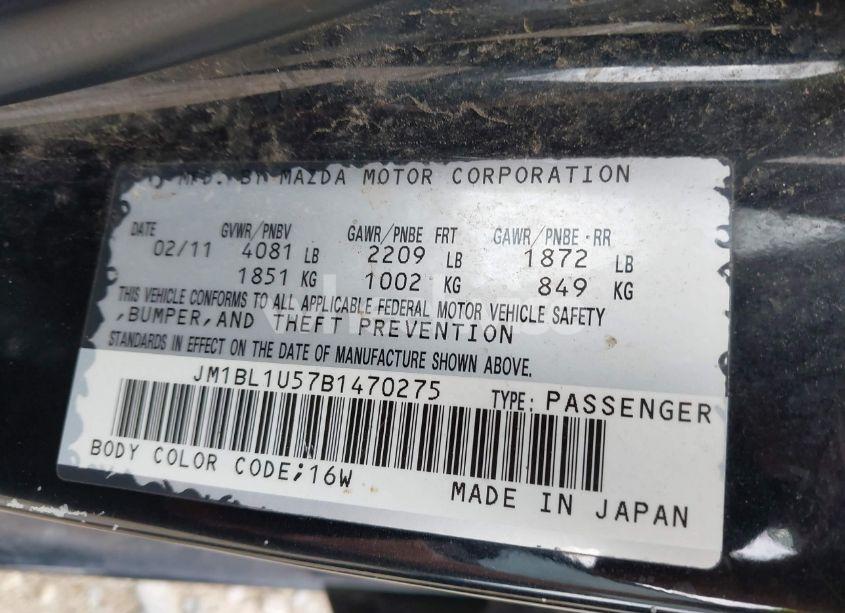 MFD. BY MAZDA MOTOR CORPORATION
DATE GVWR/PNBV GAWR/PNBE FRT GAWR/PNBE RR
02/11 4081 LB 2209 LB 1872 LB
1851 KG 1002 KG 849 KG
THIS VEHICLE CONFORMS TO ALL APPLICABLE FEDERAL MOTOR VEHICLE SAFETY
,BUMPER,AND THEFT PREVENTION
STANDARDS IN EFFECT ON THE DATE OF MANUFACTURE SHOWN ABOVE.
JM1BL1U57B1470275 TYPE: PASSENGER
BODY COLOR CODE;16W
MADE IN JAPAN